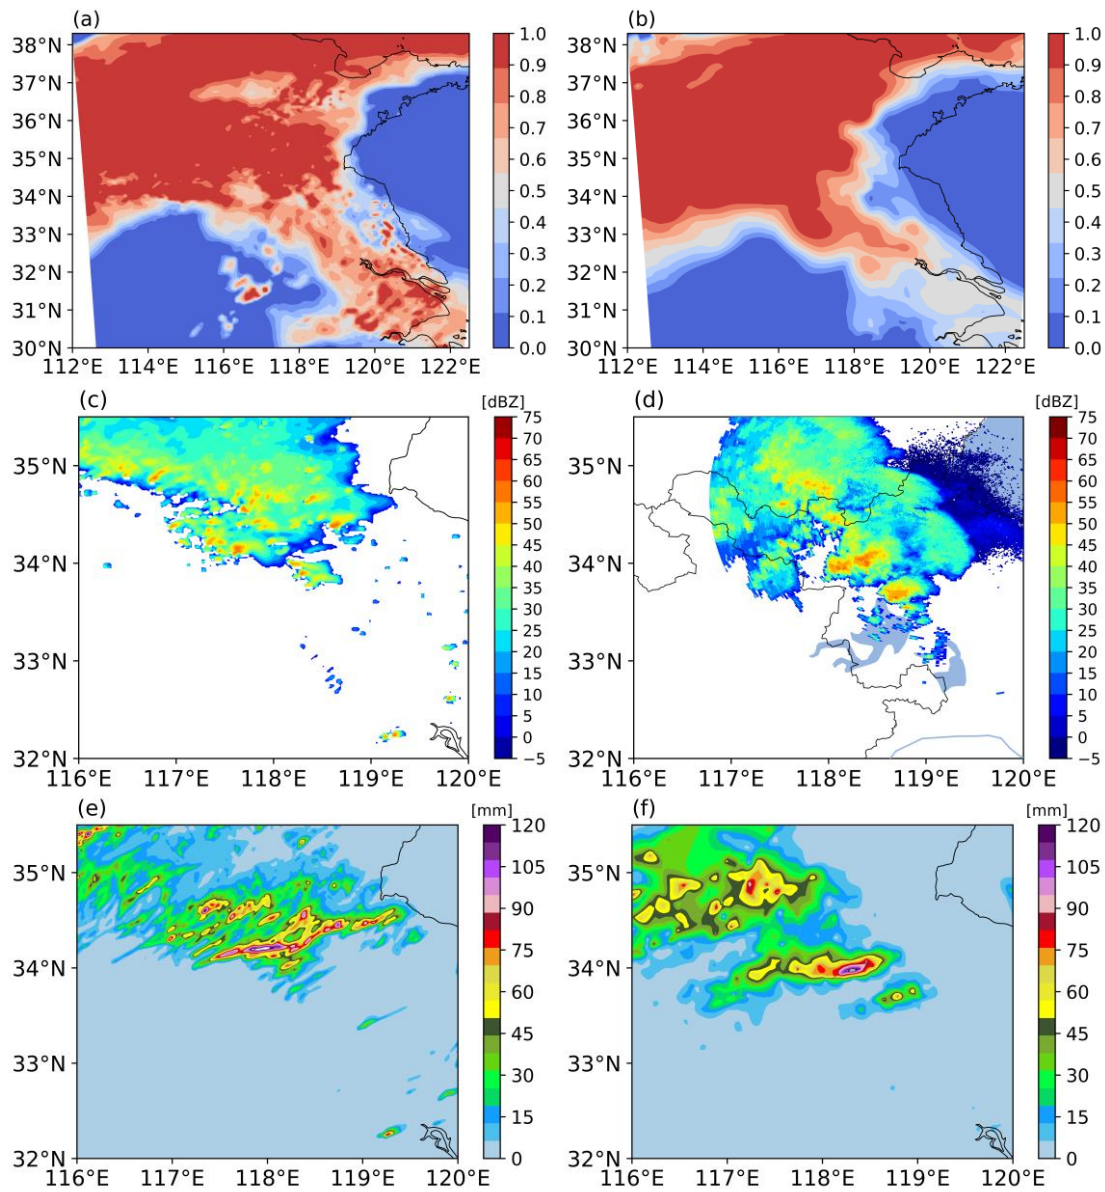 (a)
38°N
37°N
36°N
35°N
34°N
33°N
32°N
31°N
30°N
112°E 114°E 116°E 118°E 120°E 122°E
1.0
0.9
0.8
0.7
0.6
0.5
0.4
0.3
0.2
0.1
0.0
(b)
38°N
37°N
36°N
35°N
34°N
33°N
32°N
31°N
30°N
112°E 114°E 116°E 118°E 120°E 122°E
1.0
0.9
0.8
0.7
0.6
0.5
0.4
0.3
0.2
0.1
0.0
(c)
35°N
34°N
33°N
32°N
116°E 117°E 118°E 119°E 120°E
[dBZ]
75
70
65
60
55
50
45
40
35
30
25
20
15
10
5
0
−5
(d)
35°N
34°N
33°N
32°N
116°E 117°E 118°E 119°E 120°E
[dBZ]
75
70
65
60
55
50
45
40
35
30
25
20
15
10
5
0
−5
(e)
35°N
34°N
33°N
32°N
116°E 117°E 118°E 119°E 120°E
[mm]
120
105
90
75
60
45
30
15
0
(f)
35°N
34°N
33°N
32°N
116°E 117°E 118°E 119°E 120°E
[mm]
120
105
90
75
60
45
30
15
0